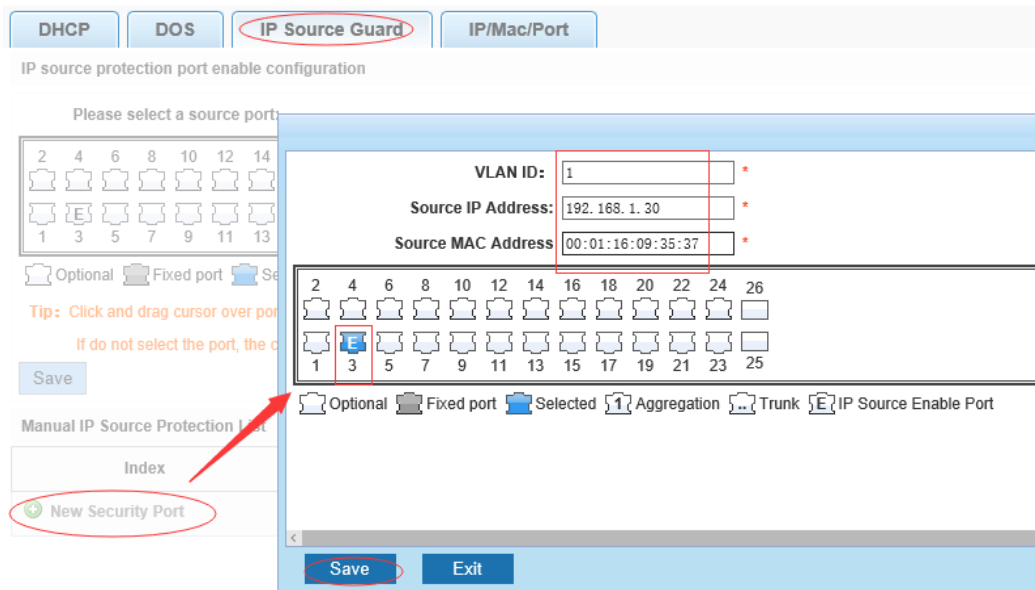 DHCP DOS IP Source Guard IP/Mac/Port
IP source protection port enable configuration
Please select a source port:
2 4 6 8 10 12 14
E
1 3 5 7 9 11 13
Optional Fixed port Se
Tip: Click and drag cursor over por
If do not select the port, the c
Save
Manual IP Source Protection List
Index
New Security Port
VLAN ID: 1 *
Source IP Address: 192.168.1.30 *
Source MAC Address 00:01:16:09:35:37 *
2 4 6 8 10 12 14 16 18 20 22 24 26
E
1 3 5 7 9 11 13 15 17 19 21 23 25
Optional Fixed port Selected 1 Aggregation .. Trunk E IP Source Enable Port
Save Exit